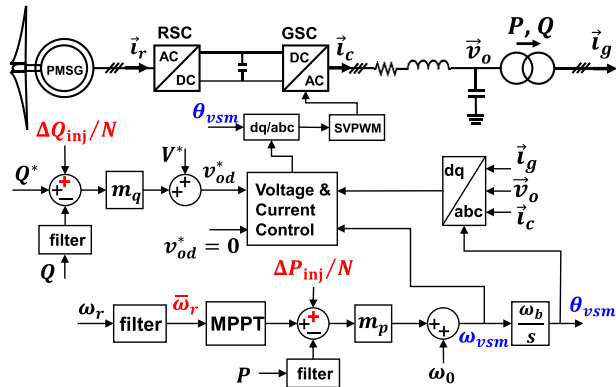 P, Q
RSC
GSC
PMSG
i_r
AC
DC
DC
AC
i_c
v_o
i_g
θ_vsm
dq/abc
SVPWM
ΔQ_inj/N
V*
Q*
+
+
−
m_q
+
+
v*_od
Voltage &
Current
Control
dq
abc
i_g
v_o
i_c
filter
Q
v*_od = 0
ΔP_inj/N
ω_r
filter
ω̅_r
MPPT
+
+
−
m_p
+
+
ω_vsm
ω_b
s
θ_vsm
P
filter
ω_0